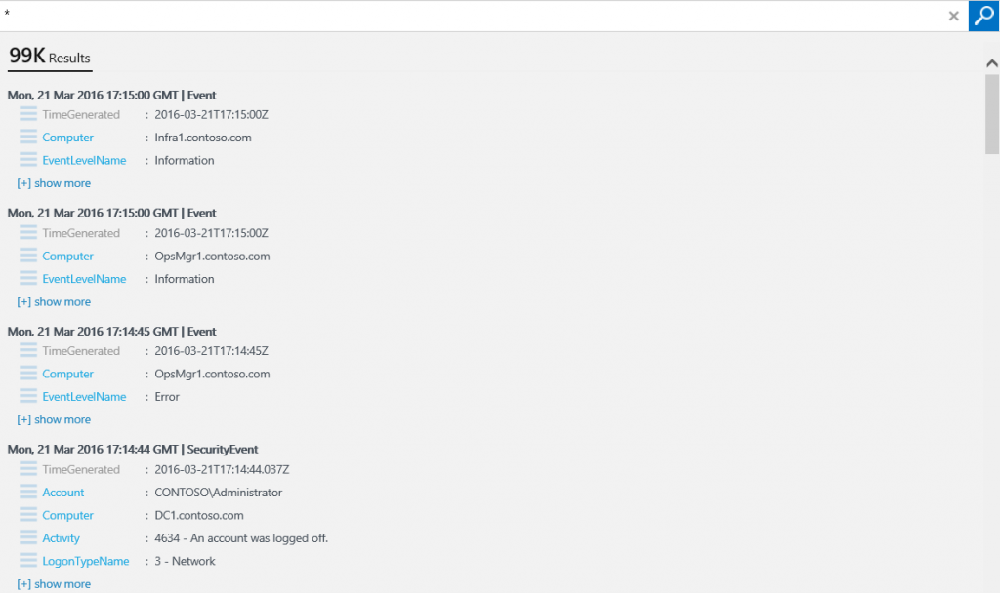 *
99K Results
Mon, 21 Mar 2016 17:15:00 GMT | Event
TimeGenerated : 2016-03-21T17:15:00Z
Computer : Infra1.contoso.com
EventLevelName : Information
[+] show more
Mon, 21 Mar 2016 17:15:00 GMT | Event
TimeGenerated : 2016-03-21T17:15:00Z
Computer : OpsMgr1.contoso.com
EventLevelName : Information
[+] show more
Mon, 21 Mar 2016 17:14:45 GMT | Event
TimeGenerated : 2016-03-21T17:14:45Z
Computer : OpsMgr1.contoso.com
EventLevelName : Error
[+] show more
Mon, 21 Mar 2016 17:14:44 GMT | SecurityEvent
TimeGenerated : 2016-03-21T17:14:44.037Z
Account : CONTOSO\Administrator
Computer : DC1.contoso.com
Activity : 4634 - An account was logged off.
LogonTypeName : 3 - Network
[+] show more